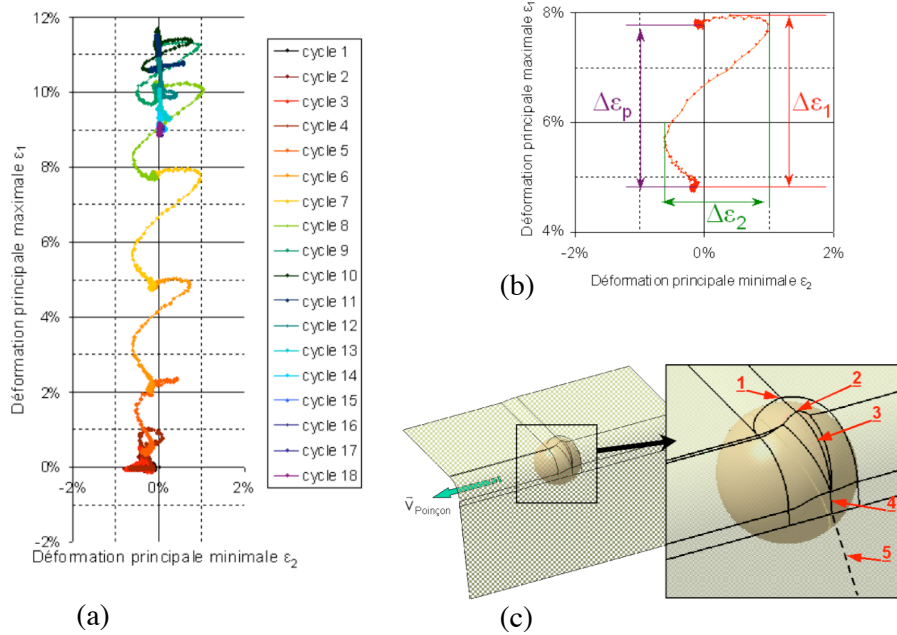 12%
10%
8%
6%
4%
2%
0%
-2%
-2%
0%
2%
Déformation principale maximale ε₁
Déformation principale minimale ε₂
cycle 1
cycle 2
cycle 3
cycle 4
cycle 5
cycle 6
cycle 7
cycle 8
cycle 9
cycle 10
cycle 11
cycle 12
cycle 13
cycle 14
cycle 15
cycle 16
cycle 17
cycle 18
(a)
8%
6%
4%
-2%
0%
2%
Déformation principale maximale ε₁
Δεp
Δε₁
Δε₂
Déformation principale minimale ε₂
(b)
V̄Poinçon
1
2
3
4
5
(c)